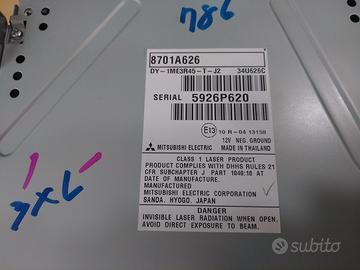 786
8701A626
DY-1ME3R45-T-J2 34U626C
SERIAL 5926P620
E13 10 R-04 13158
12V NEG. GROUND
MITSUBISHI ELECTRIC MADE IN THAILAND
CLASS 1 LASER PRODUCT
PRODUCT COMPLIES WITH DHHS RULES 21
CFR SUBCHAPTER J PART 1040:10 AT
DATE OF MANUFACTURE.
MANUFACTURED
MITSUBISHI ELECTRIC CORPORATION
SANDA, HYOGO, JAPAN
DANGER
INVISIBLE LASER RADIATION WHEN OPEN.
AVOID DIRECT EXPOSURE TO BEAM.
subito